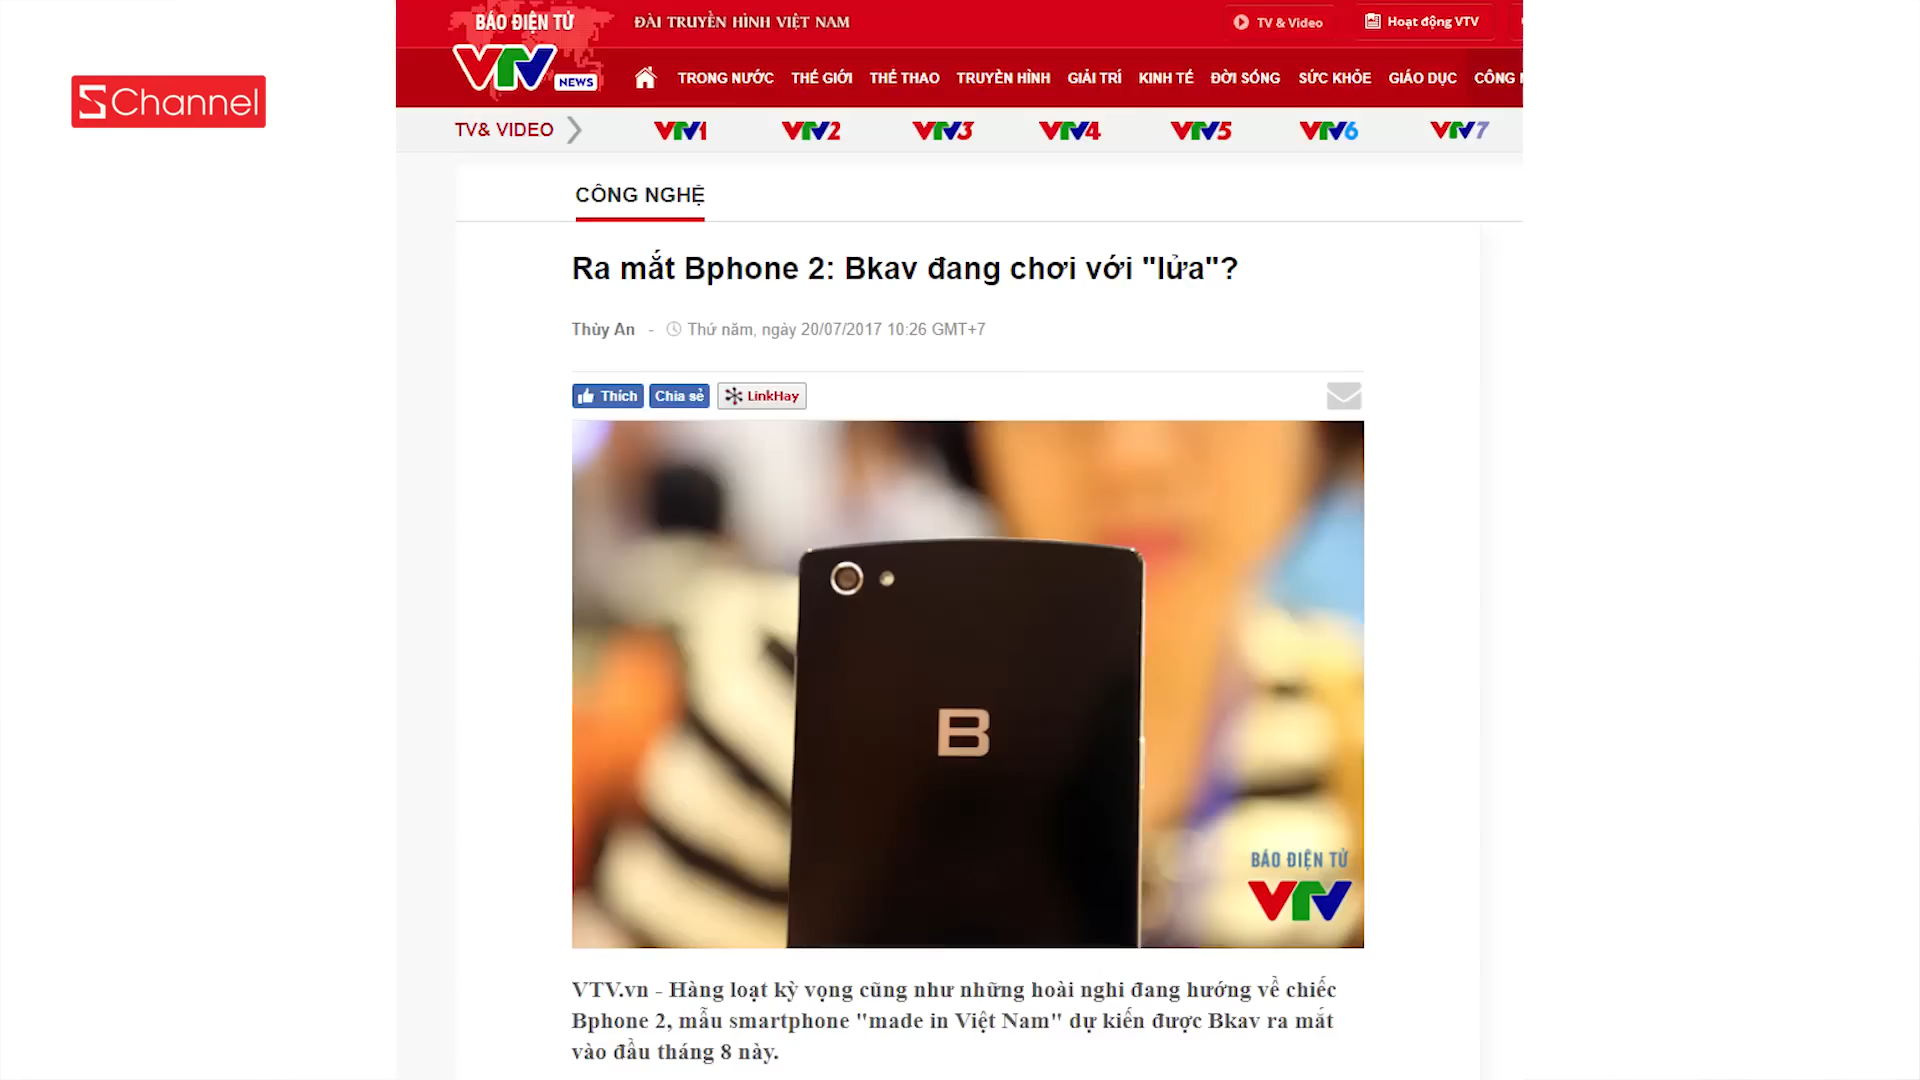 BÁO ĐIỆN TỬ
ĐÀI TRUYỀN HÌNH VIỆT NAM
TV & Video
Hoạt động VTV
VTV NEWS
TRONG NƯỚC THẾ GIỚI THỂ THAO TRUYỀN HÌNH GIẢI TRÍ KINH TẾ ĐỜI SỐNG SỨC KHỎE GIÁO DỤC CÔNG
S Channel
TV& VIDEO VTV1 VTV2 VTV3 VTV4 VTV5 VTV6 VTV7
CÔNG NGHỆ
Ra mắt Bphone 2: Bkav đang chơi với "lửa"?
Thùy An - Thứ năm, ngày 20/07/2017 10:26 GMT+7
Thích Chia sẻ LinkHay
B
BÁO ĐIỆN TỬ
VTV
VTV.vn - Hàng loạt kỳ vọng cũng như những hoài nghi đang hướng về chiếc
Bphone 2, mẫu smartphone "made in Việt Nam" dự kiến được Bkav ra mắt
vào đầu tháng 8 này.